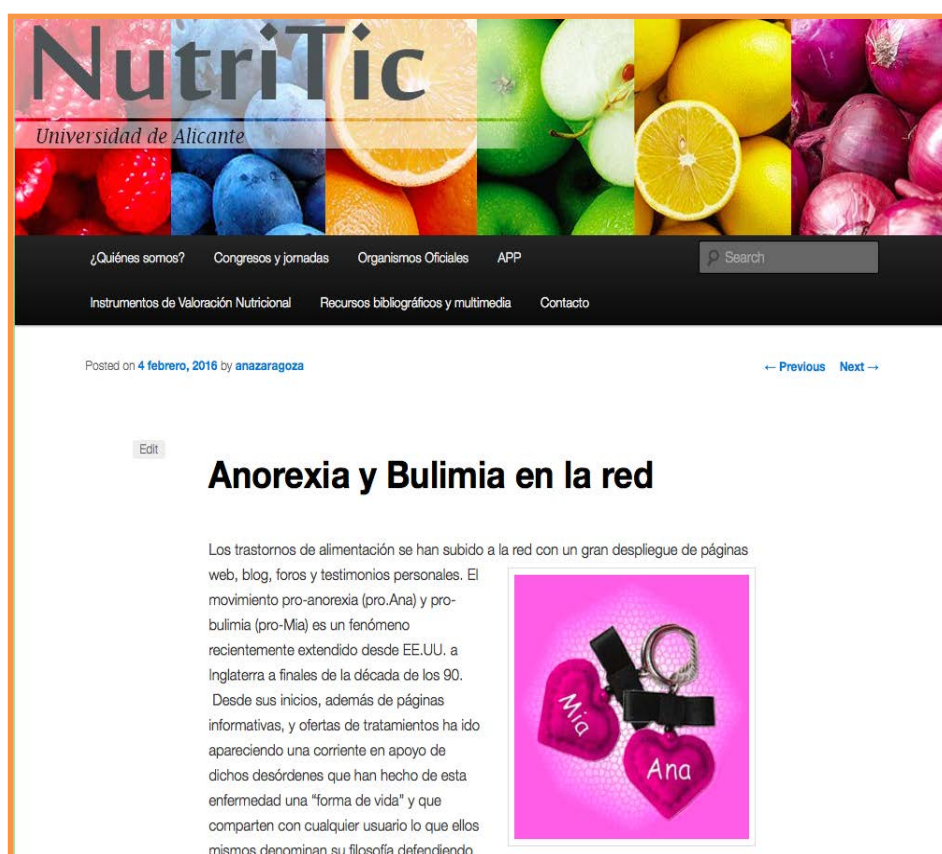 NutriTic
Universidad de Alicante
¿Quiénes somos? Congresos y jornadas Organismos Oficiales APP Search
Instrumentos de Valoración Nutricional Recursos bibliográficos y multimedia Contacto
Posted on 4 febrero, 2016 by anazaragoza ← Previous Next →
Edit
Anorexia y Bulimia en la red
Los trastornos de alimentación se han subido a la red con un gran despliegue de páginas
web, blog, foros y testimonios personales. El
movimiento pro-anorexia (pro.Ana) y pro-
bulimia (pro-Mia) es un fenómeno
recientemente extendido desde EE.UU. a
Inglaterra a finales de la década de los 90.
Desde sus inicios, además de páginas
informativas, y ofertas de tratamientos ha ido
apareciendo una corriente en apoyo de
dichos desórdenes que han hecho de esta
enfermedad una "forma de vida" y que
comparten con cualquier usuario lo que ellos
mismos denominan su filosofía defendiendo
Mia
Ana